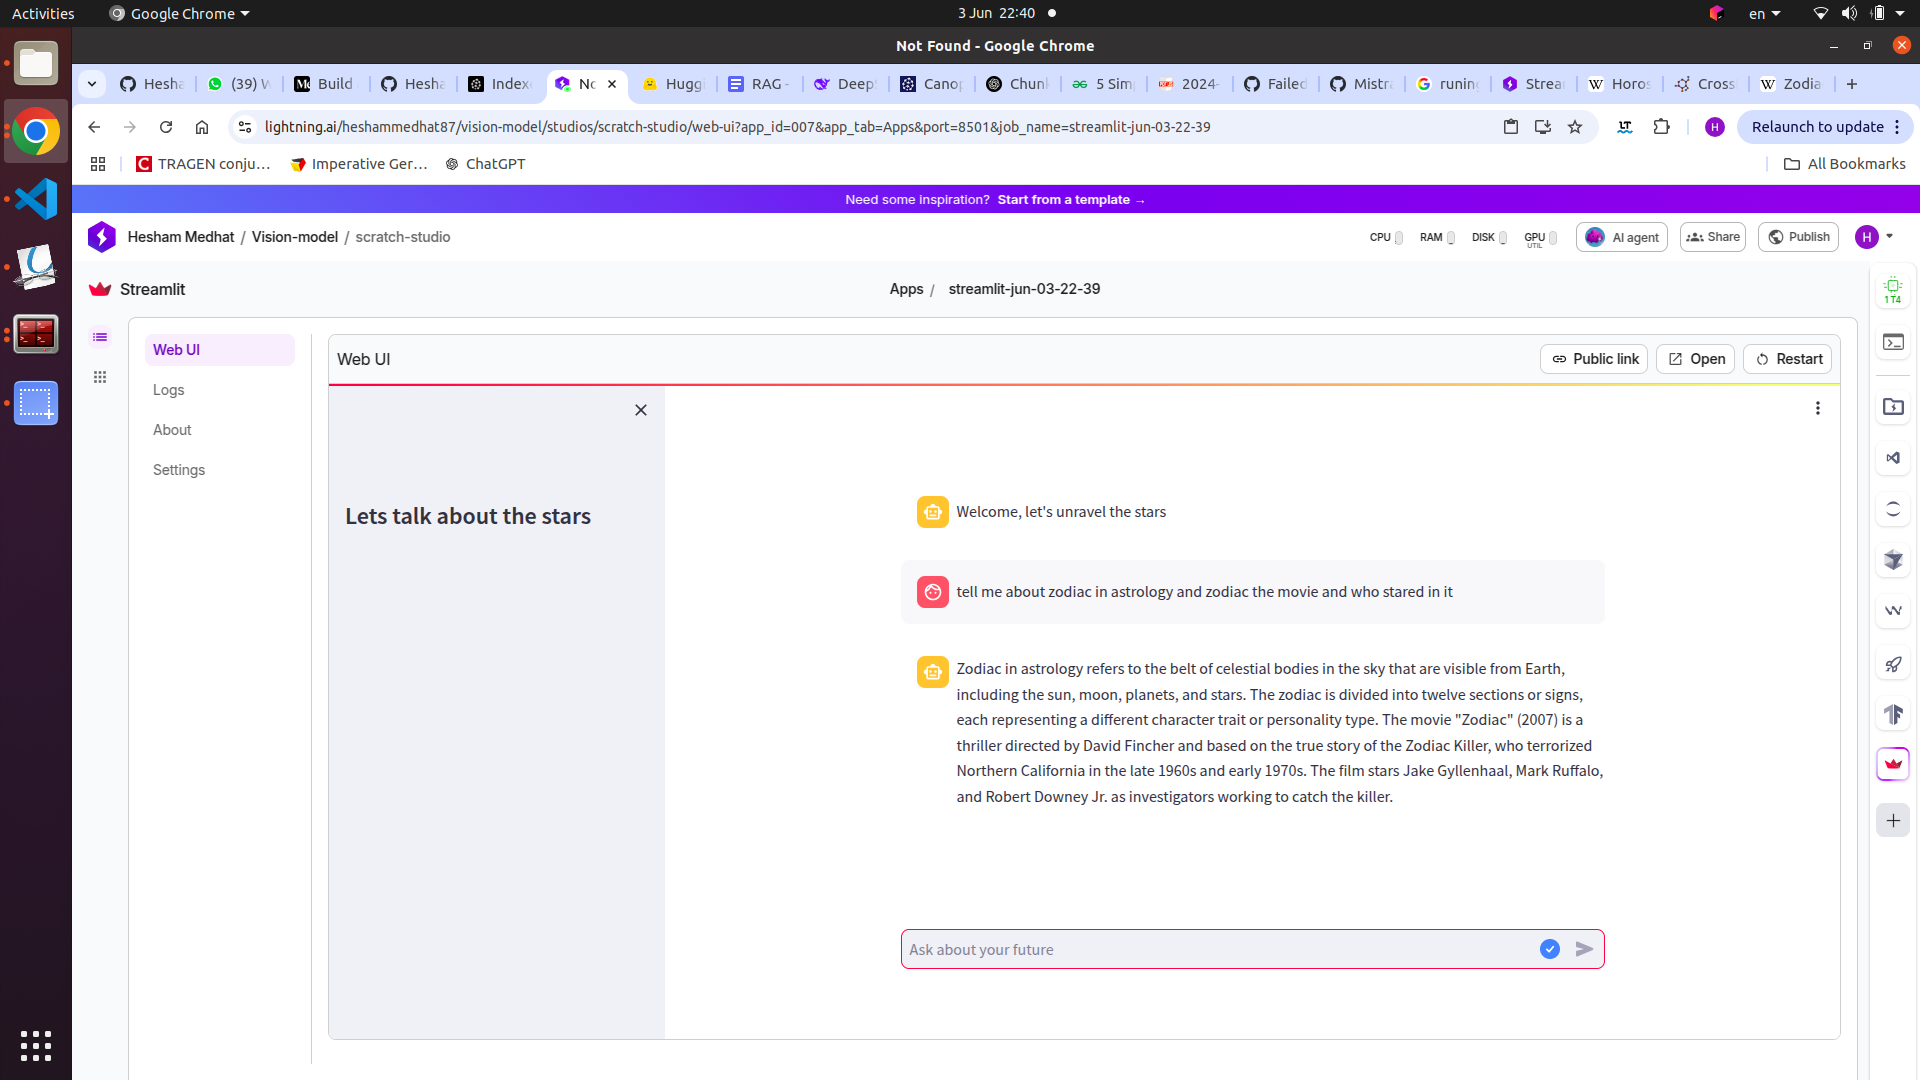 Activities
Google Chrome
3 Jun 22:40
en
Not Found - Google Chrome
Hesha
(39) W
Build
Hesha
Index
No
Huggi
RAG -
Deep
Canop
Chun
5 Sim
2024-
Failed
Mistra
runing
Strea
Horos
Cross
Zodia
lightning.ai/heshammedhat87/vision-model/studios/scratch-studio/web-ui?app_id=007&app_tab=Apps&port=8501&job_name=streamlit-jun-03-22-39
LT
H
Relaunch to update
TRAGEN conju...
Imperative Ger...
ChatGPT
All Bookmarks
Need some inspiration? Start from a template →
Hesham Medhat / Vision-model / scratch-studio
CPU
RAM
DISK
GPU
UTIL
AI agent
Share
Publish
H
Streamlit
Apps / streamlit-jun-03-22-39
1 T4
Web UI
Logs
About
Settings
Web UI
Public link
Open
Restart
Lets talk about the stars
Welcome, let's unravel the stars
tell me about zodiac in astrology and zodiac the movie and who stared in it
Zodiac in astrology refers to the belt of celestial bodies in the sky that are visible from Earth,
including the sun, moon, planets, and stars. The zodiac is divided into twelve sections or signs,
each representing a different character trait or personality type. The movie "Zodiac" (2007) is a
thriller directed by David Fincher and based on the true story of the Zodiac Killer, who terrorized
Northern California in the late 1960s and early 1970s. The film stars Jake Gyllenhaal, Mark Ruffalo,
and Robert Downey Jr. as investigators working to catch the killer.
Ask about your future